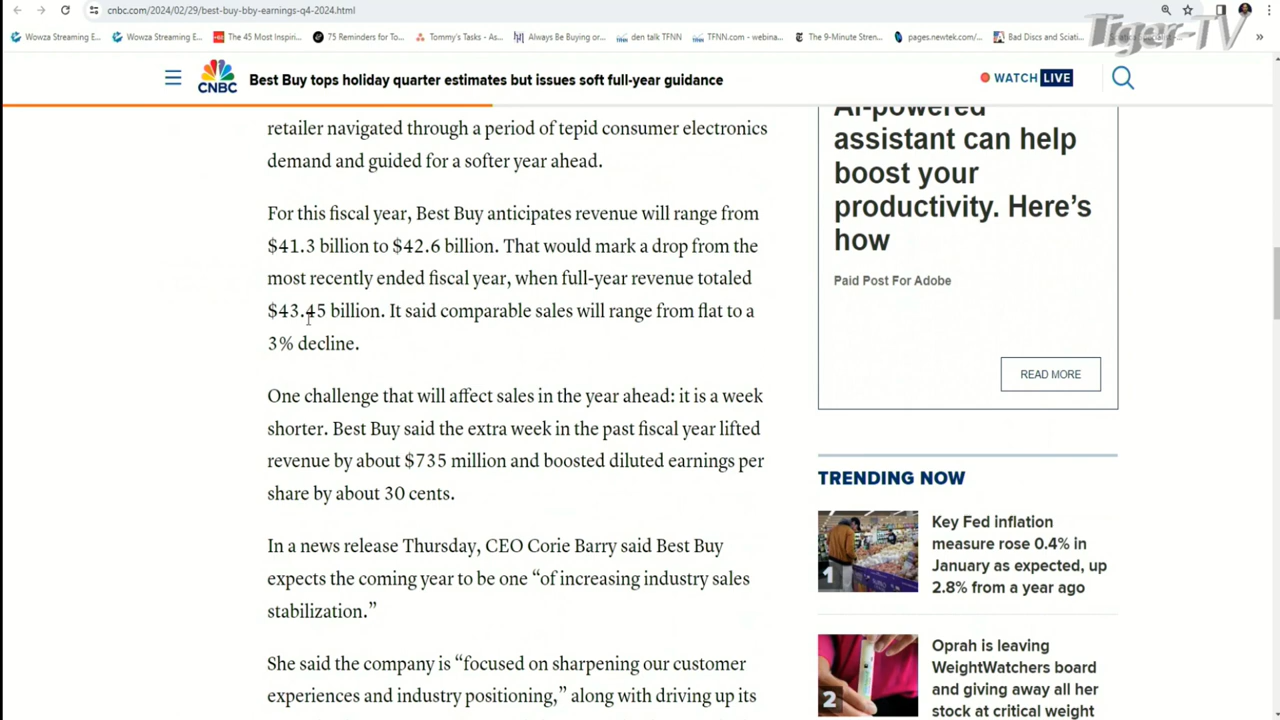 cnbc.com/2024/02/29/best-buy-bby-earnings-q4-2024.html
Tiger-TV
Wowza Streaming E...
Wowza Streaming E...
The 45 Most Inspiri...
75 Reminders for To...
Tommy's Tasks - As...
Always Be Buying or...
den talk TFNN
TFNN.com - webina...
The 9-Minute Stren...
pages.newtek.com/...
Bad Discs and Sciati...
CNBC
Best Buy tops holiday quarter estimates but issues soft full-year guidance
WATCH LIVE
retailer navigated through a period of tepid consumer electronics
demand and guided for a softer year ahead.
For this fiscal year, Best Buy anticipates revenue will range from
$41.3 billion to $42.6 billion. That would mark a drop from the
most recently ended fiscal year, when full-year revenue totaled
$43.45 billion. It said comparable sales will range from flat to a
3% decline.
One challenge that will affect sales in the year ahead: it is a week
shorter. Best Buy said the extra week in the past fiscal year lifted
revenue by about $735 million and boosted diluted earnings per
share by about 30 cents.
In a news release Thursday, CEO Corie Barry said Best Buy
expects the coming year to be one “of increasing industry sales
stabilization.”
She said the company is “focused on sharpening our customer
experiences and industry positioning,” along with driving up its
AI-powered
assistant can help
boost your
productivity. Here’s
how
Paid Post For Adobe
READ MORE
TRENDING NOW
1
Key Fed inflation
measure rose 0.4% in
January as expected, up
2.8% from a year ago
2
Oprah is leaving
WeightWatchers board
and giving away all her
stock at critical weight